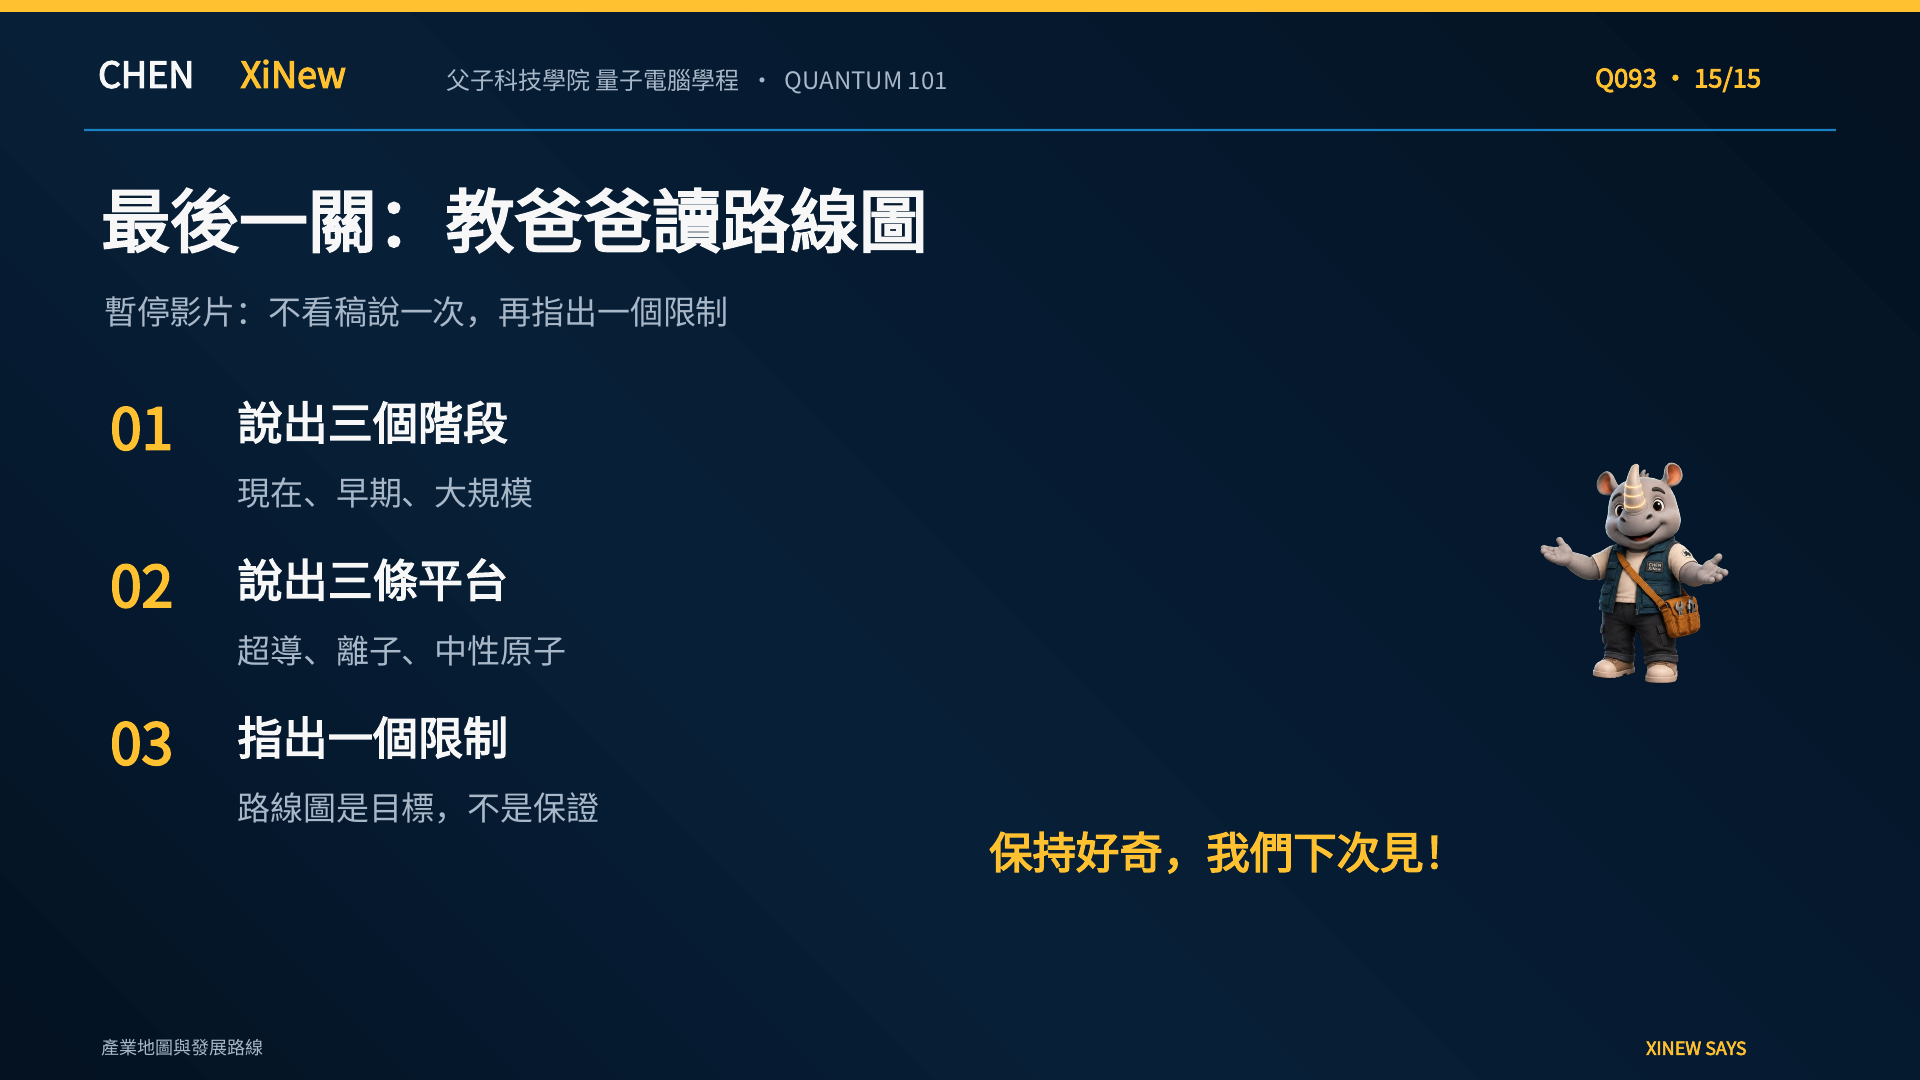 CHEN XiNew 父子科技學院 量子電腦學程 · QUANTUM 101 Q093 · 15/15
最後一關：教爸爸讀路線圖
暫停影片：不看稿說一次，再指出一個限制
01 說出三個階段
現在、早期、大規模
02 說出三條平台
超導、離子、中性原子
03 指出一個限制
路線圖是目標，不是保證
保持好奇，我們下次見！
產業地圖與發展路線 XINEW SAYS